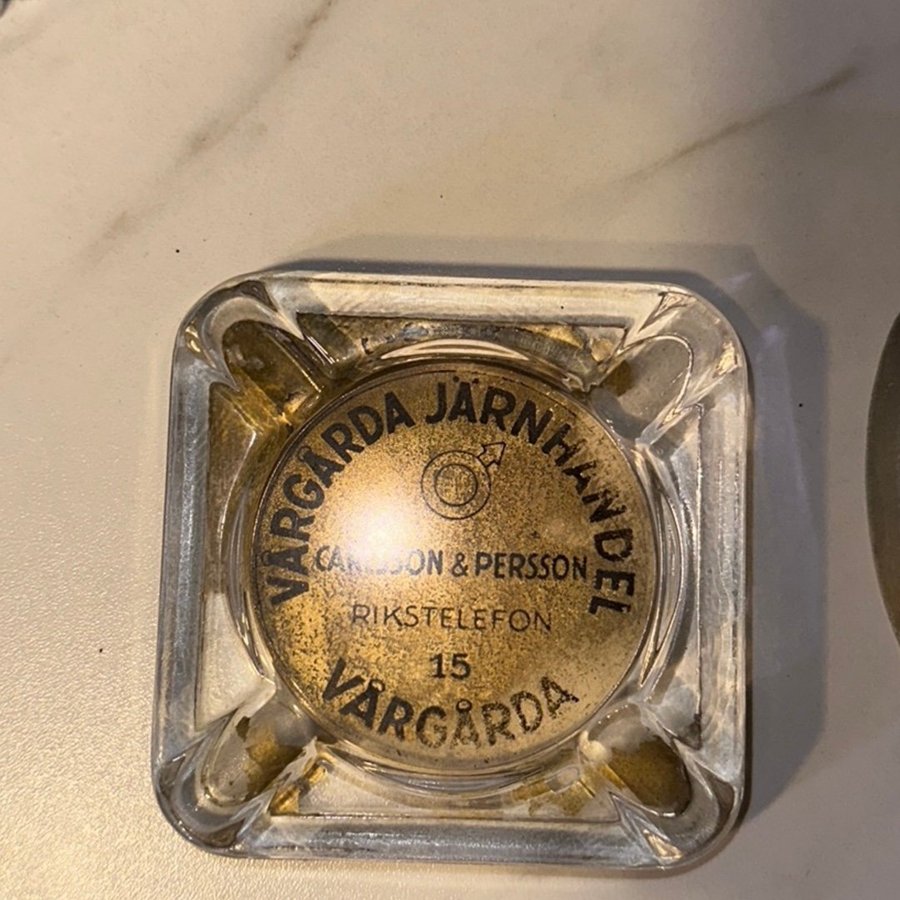 VÅRGÅRDA JÄRNHANDEL
CARLSSON & PERSSON
RIKSTELEFON
15
VÅRGÅRDA